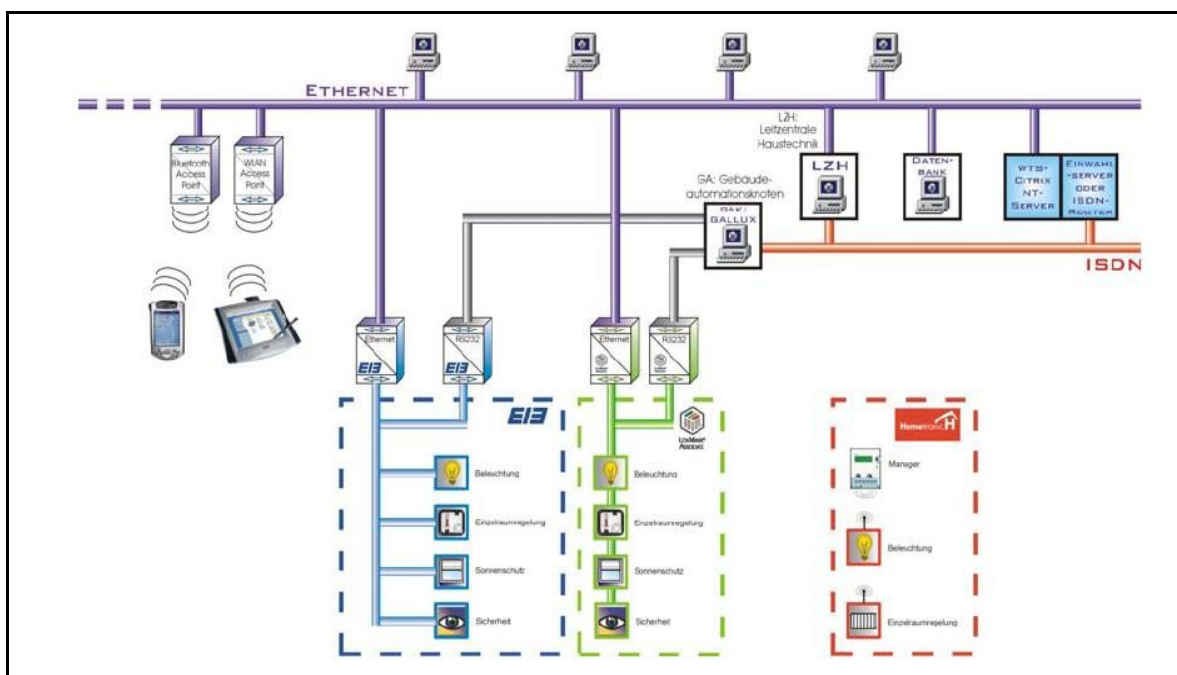 ETHERNET
LZH:
Leitzentrale
Haustechnik
Bluetooth
Access
Point
WLAN
Access
Point
LZH
DATEN-
BANK
WTS-
CITRIX
NT-
SERVER
EINWAHL
-SERVER
ODER
ISDN-
ROUTER
GA: Gebäude-
automationsknoten
GAK/
GALLUX
ISDN
Ethernet
EIB
RS232
EIB
Ethernet
RS232
EIB
LONMARK
Hometronic
Manager
Beleuchtung
Beleuchtung
Einzelraumregelung
Einzelraumregelung
Beleuchtung
Sonnenschutz
Sonnenschutz
Sicherheit
Sicherheit
Einzelraumregelung